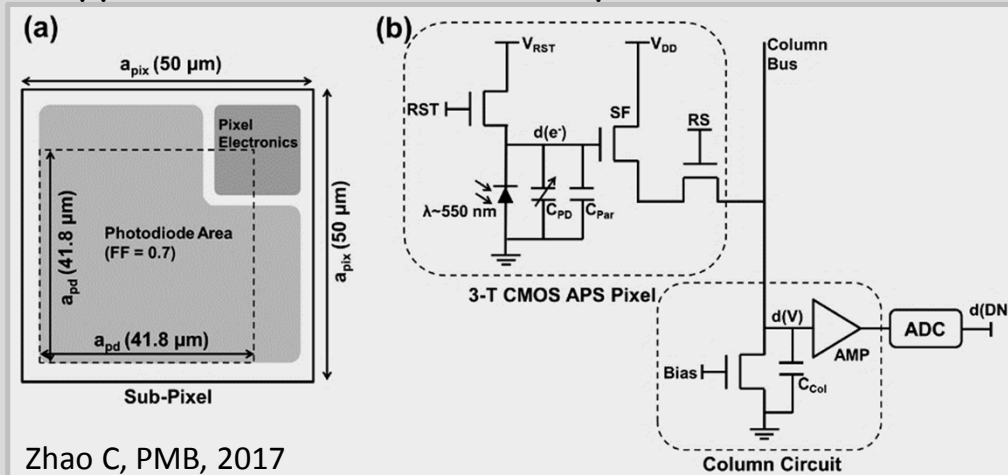 (a)
a_pix (50 µm)
Pixel
Electronics
a_pd (41.8 µm)
Photodiode Area
(FF = 0.7)
a_pix (50 µm)
a_pd (41.8 µm)
Sub-Pixel
Zhao C, PMB, 2017
(b)
V_RST
V_DD
Column
Bus
RST
SF
RS
d(e⁻)
λ~550 nm
C_PD
C_Par
3-T CMOS APS Pixel
d(V)
AMP
ADC
d(DN
Bias
C_Col
Column Circuit